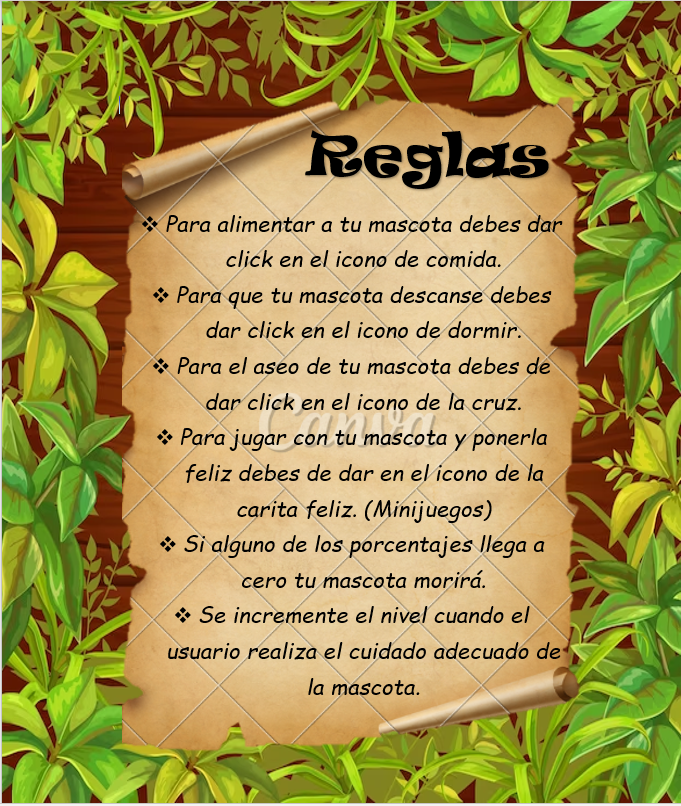 Reglas
❖ Para alimentar a tu mascota debes dar
click en el icono de comida.
❖ Para que tu mascota descanse debes
dar click en el icono de dormir.
❖ Para el aseo de tu mascota debes de
dar click en el icono de la cruz.
❖ Para jugar con tu mascota y ponerla
feliz debes de dar en el icono de la
carita feliz. (Minijuegos)
❖ Si alguno de los porcentajes llega a
cero tu mascota morirá.
❖ Se incremente el nivel cuando el
usuario realiza el cuidado adecuado de
la mascota.
Canva